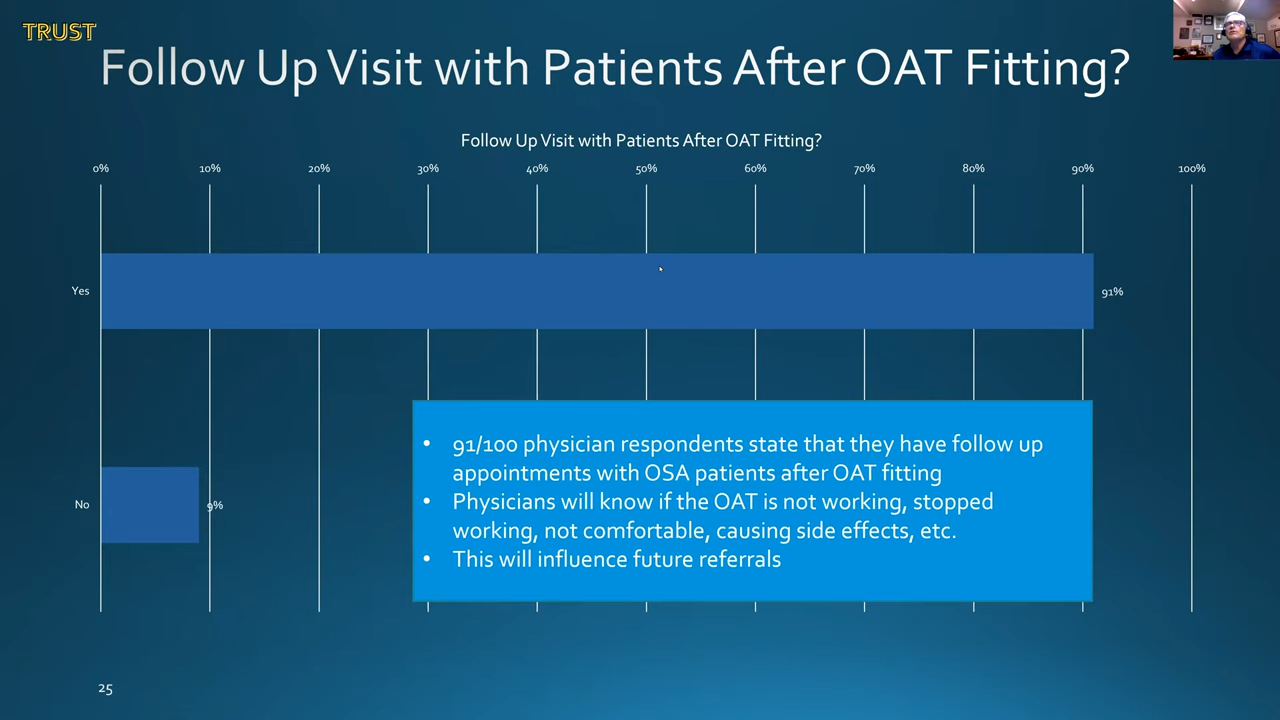 TRUST
Follow Up Visit with Patients After OAT Fitting?
Follow Up Visit with Patients After OAT Fitting?
0% 10% 20% 30% 40% 50% 60% 70% 80% 90% 100%
Yes 91%
No 9%
• 91/100 physician respondents state that they have follow up
appointments with OSA patients after OAT fitting
• Physicians will know if the OAT is not working, stopped
working, not comfortable, causing side effects, etc.
• This will influence future referrals
25